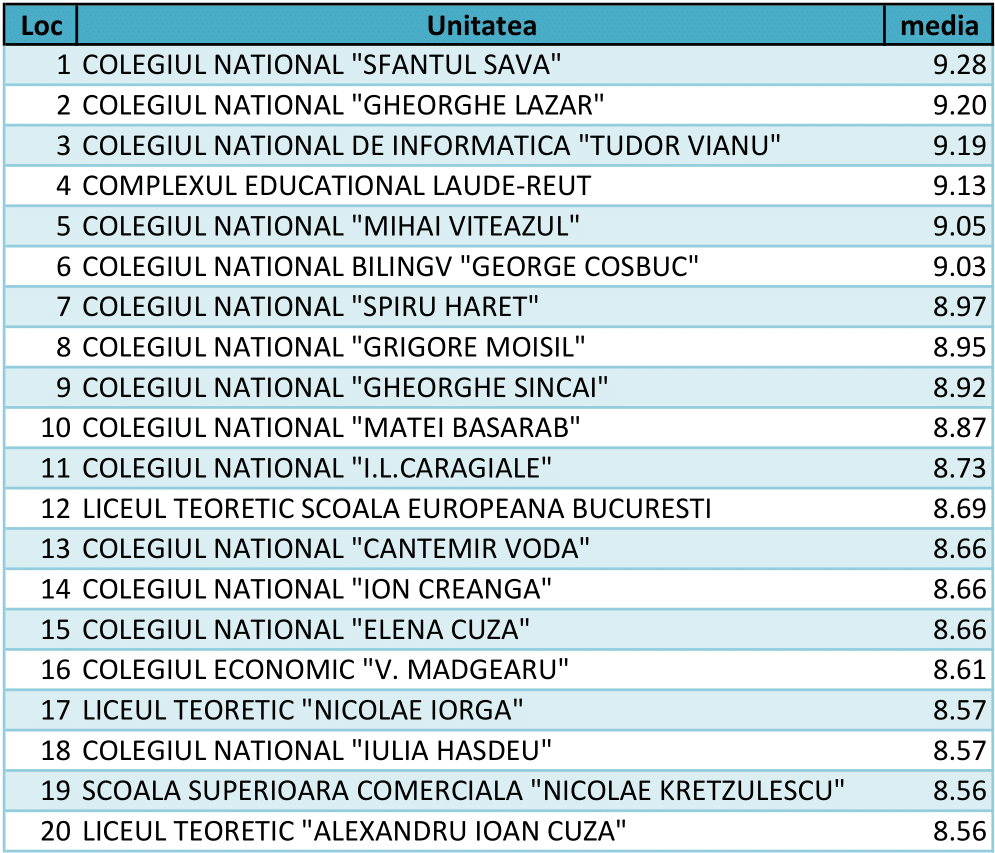 Loc Unitatea media
1 COLEGIUL NATIONAL "SFANTUL SAVA" 9.28
2 COLEGIUL NATIONAL "GHEORGHE LAZAR" 9.20
3 COLEGIUL NATIONAL DE INFORMATICA "TUDOR VIANU" 9.19
4 COMPLEXUL EDUCATIONAL LAUDE-REUT 9.13
5 COLEGIUL NATIONAL "MIHAI VITEAZUL" 9.05
6 COLEGIUL NATIONAL BILINGV "GEORGE COSBUC" 9.03
7 COLEGIUL NATIONAL "SPIRU HARET" 8.97
8 COLEGIUL NATIONAL "GRIGORE MOISIL" 8.95
9 COLEGIUL NATIONAL "GHEORGHE SINCAI" 8.92
10 COLEGIUL NATIONAL "MATEI BASARAB" 8.87
11 COLEGIUL NATIONAL "I.L.CARAGIALE" 8.73
12 LICEUL TEORETIC SCOALA EUROPEANA BUCURESTI 8.69
13 COLEGIUL NATIONAL "CANTEMIR VODA" 8.66
14 COLEGIUL NATIONAL "ION CREANGA" 8.66
15 COLEGIUL NATIONAL "ELENA CUZA" 8.66
16 COLEGIUL ECONOMIC "V. MADGEARU" 8.61
17 LICEUL TEORETIC "NICOLAE IORGA" 8.57
18 COLEGIUL NATIONAL "IULIA HASDEU" 8.57
19 SCOALA SUPERIOARA COMERCIALA "NICOLAE KRETZULESCU" 8.56
20 LICEUL TEORETIC "ALEXANDRU IOAN CUZA" 8.56